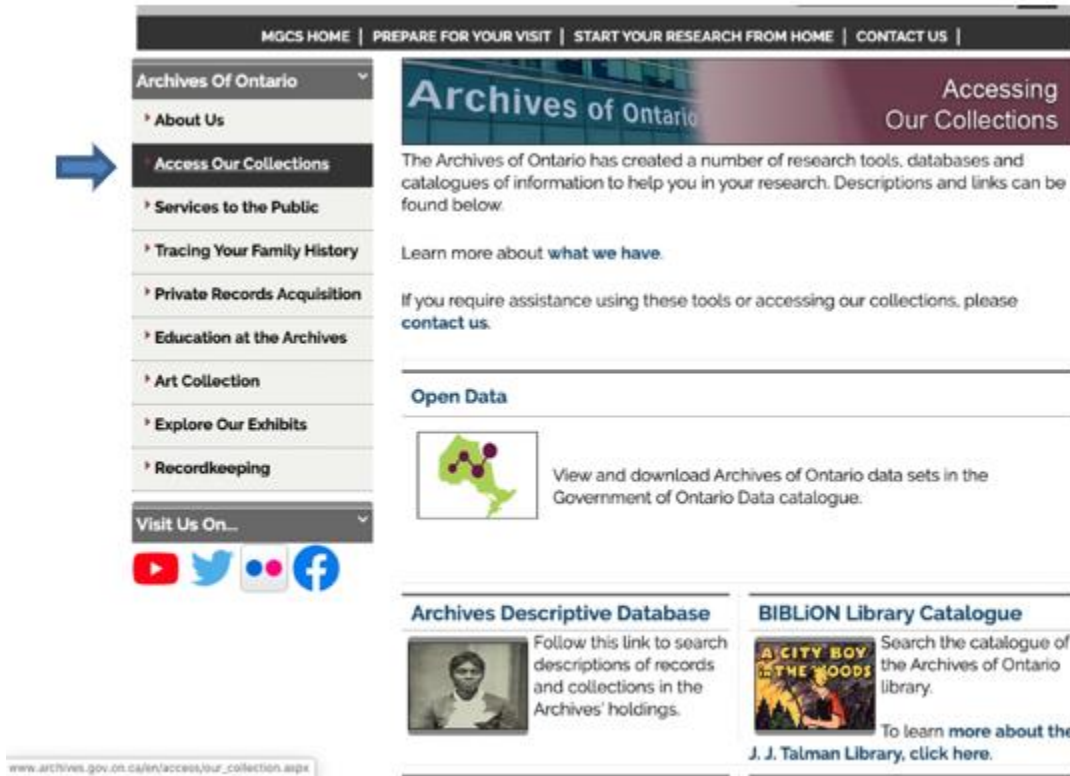 MGCS HOME | PREPARE FOR YOUR VISIT | START YOUR RESEARCH FROM HOME | CONTACT US |
Archives Of Ontario
About Us
Access Our Collections
Services to the Public
Tracing Your Family History
Private Records Acquisition
Education at the Archives
Art Collection
Explore Our Exhibits
Recordkeeping
Visit Us On...
Archives of Ontario
Accessing
Our Collections
The Archives of Ontario has created a number of research tools, databases and
catalogues of information to help you in your research. Descriptions and links can be
found below.
Learn more about what we have.
If you require assistance using these tools or accessing our collections, please
contact us.
Open Data
View and download Archives of Ontario data sets in the
Government of Ontario Data catalogue.
Archives Descriptive Database
Follow this link to search
descriptions of records
and collections in the
Archives' holdings.
BIBLiON Library Catalogue
A CITY BOY
IN THE WOODS
Search the catalogue of
the Archives of Ontario
library.
To learn more about the
J. J. Talman Library, click here.
www.archives.gov.on.ca/en/access/our_collection.aspx